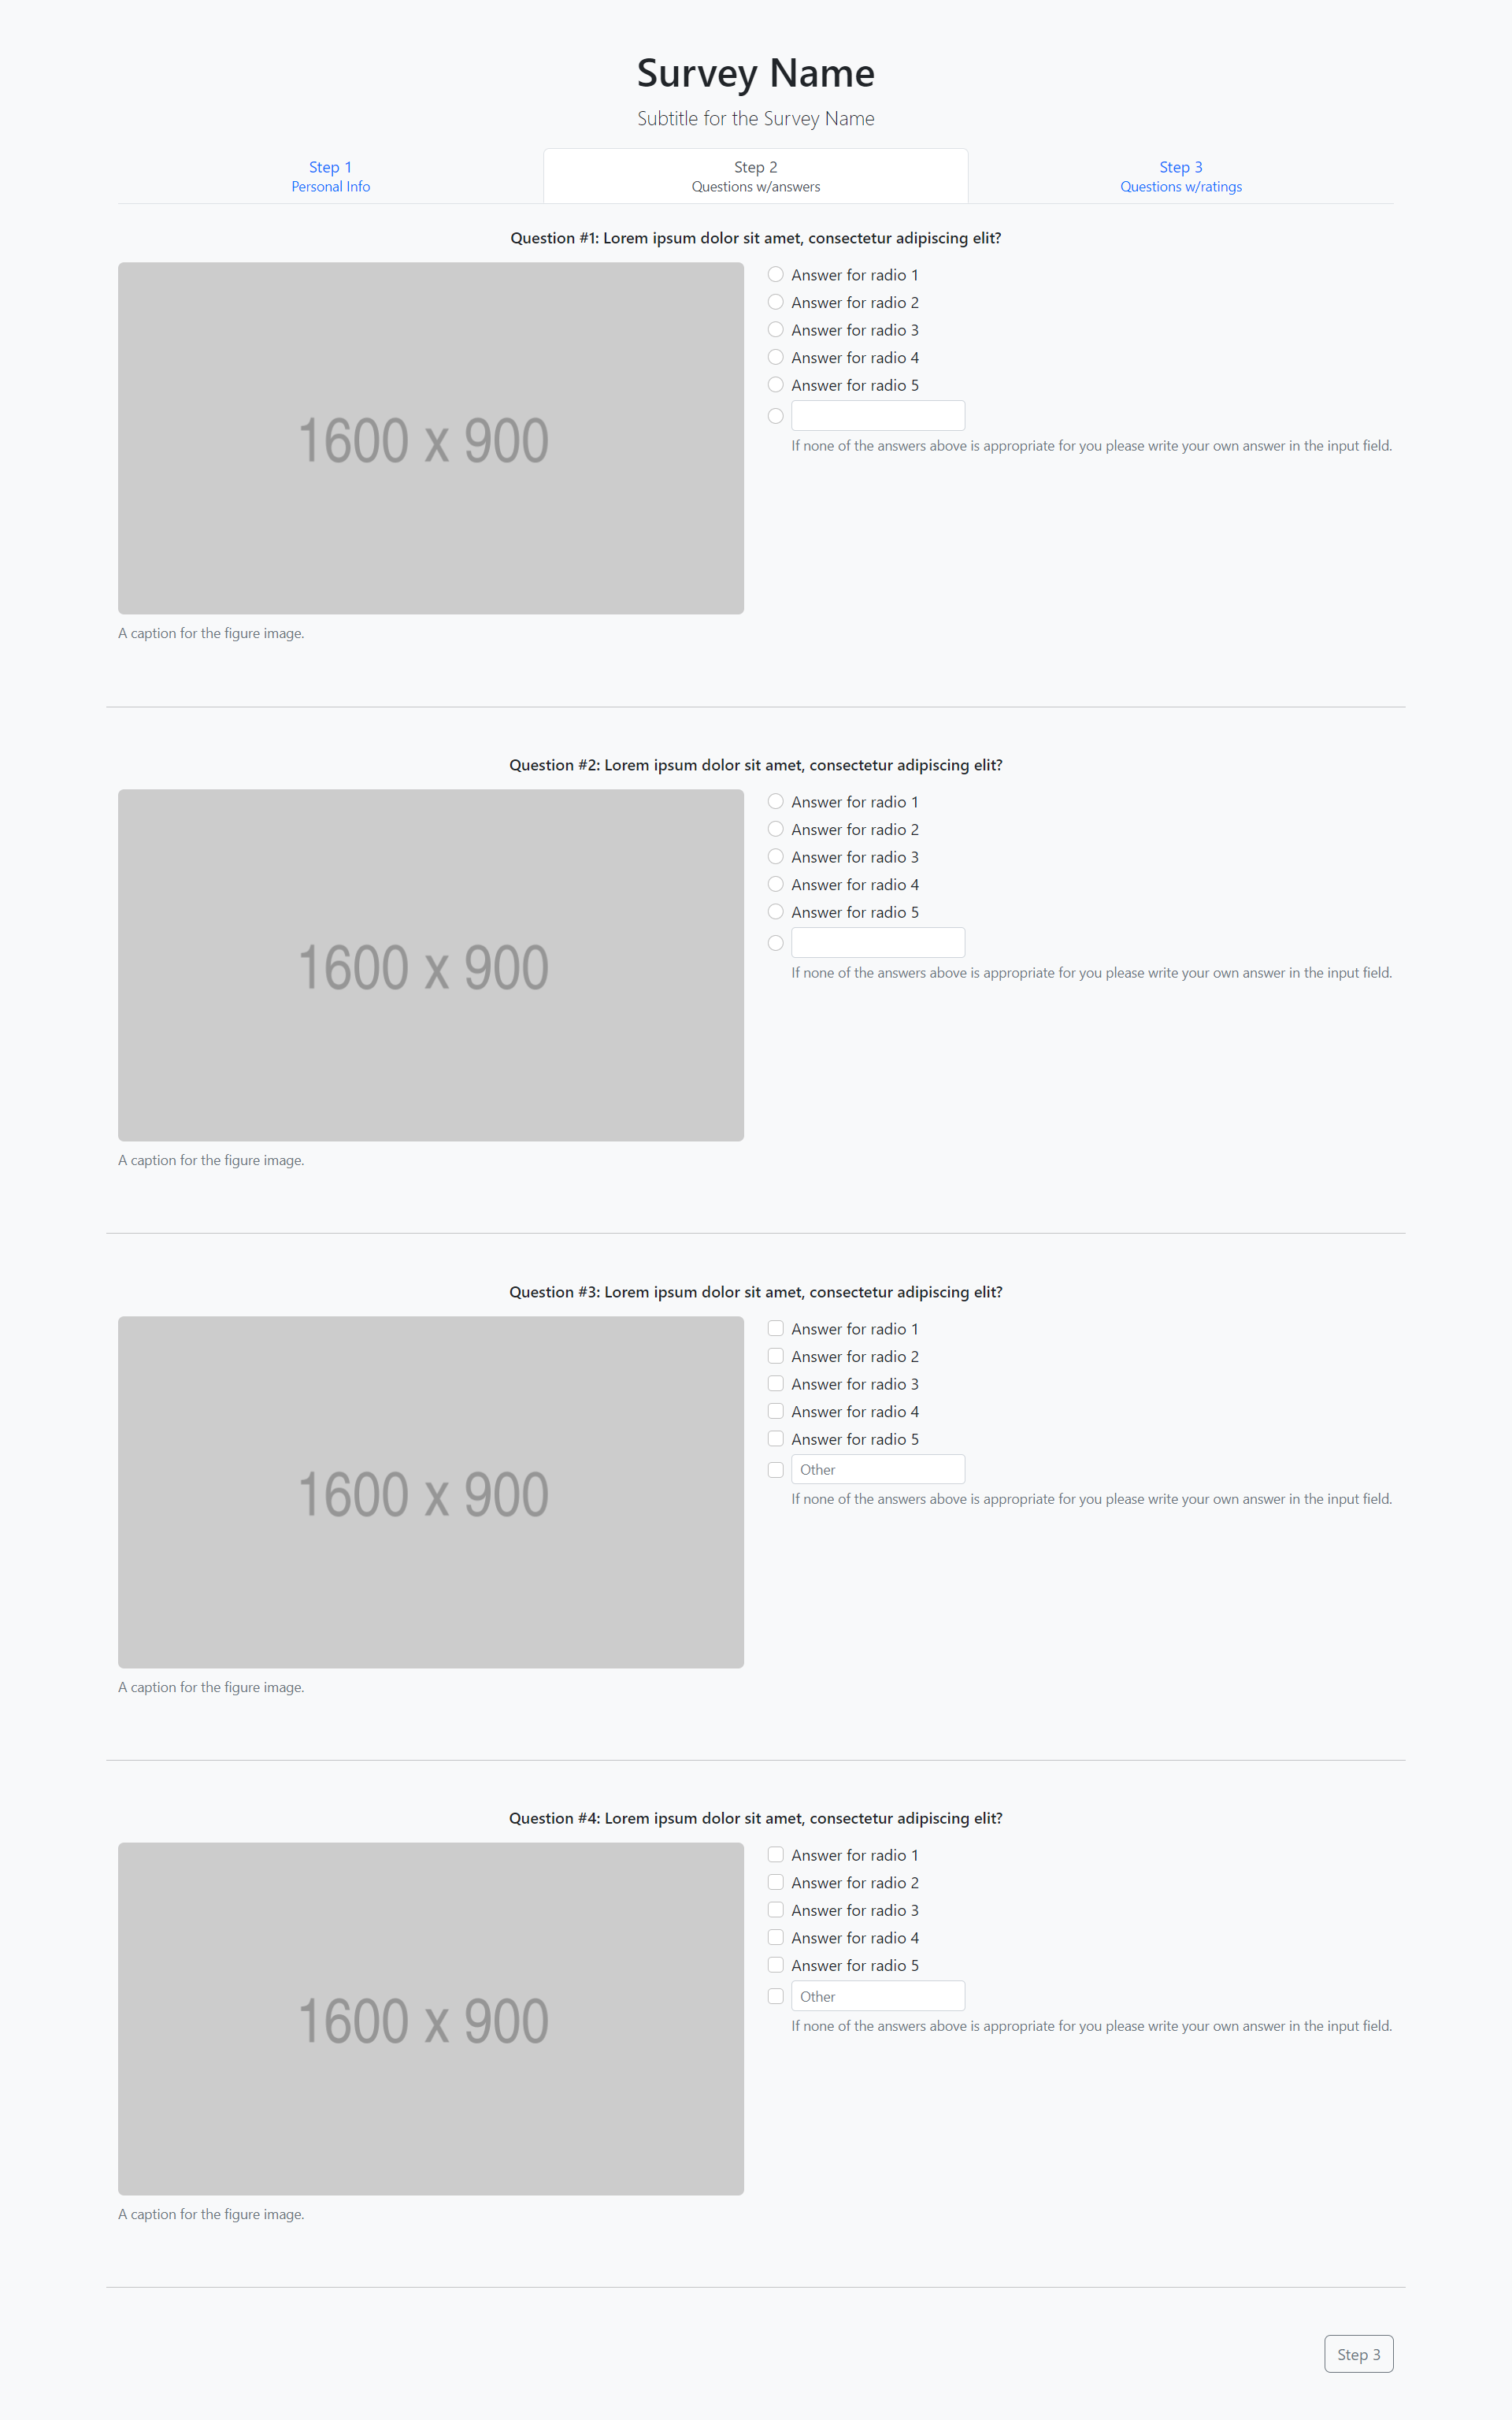 Survey Name
Subtitle for the Survey Name
Step 1
Personal Info
Step 2
Questions w/answers
Step 3
Questions w/ratings
Question #1: Lorem ipsum dolor sit amet, consectetur adipiscing elit?
1600 x 900
A caption for the figure image.
Answer for radio 1
Answer for radio 2
Answer for radio 3
Answer for radio 4
Answer for radio 5
If none of the answers above is appropriate for you please write your own answer in the input field.
Question #2: Lorem ipsum dolor sit amet, consectetur adipiscing elit?
1600 x 900
A caption for the figure image.
Answer for radio 1
Answer for radio 2
Answer for radio 3
Answer for radio 4
Answer for radio 5
If none of the answers above is appropriate for you please write your own answer in the input field.
Question #3: Lorem ipsum dolor sit amet, consectetur adipiscing elit?
1600 x 900
A caption for the figure image.
Answer for radio 1
Answer for radio 2
Answer for radio 3
Answer for radio 4
Answer for radio 5
Other
If none of the answers above is appropriate for you please write your own answer in the input field.
Question #4: Lorem ipsum dolor sit amet, consectetur adipiscing elit?
1600 x 900
A caption for the figure image.
Answer for radio 1
Answer for radio 2
Answer for radio 3
Answer for radio 4
Answer for radio 5
Other
If none of the answers above is appropriate for you please write your own answer in the input field.
Step 3